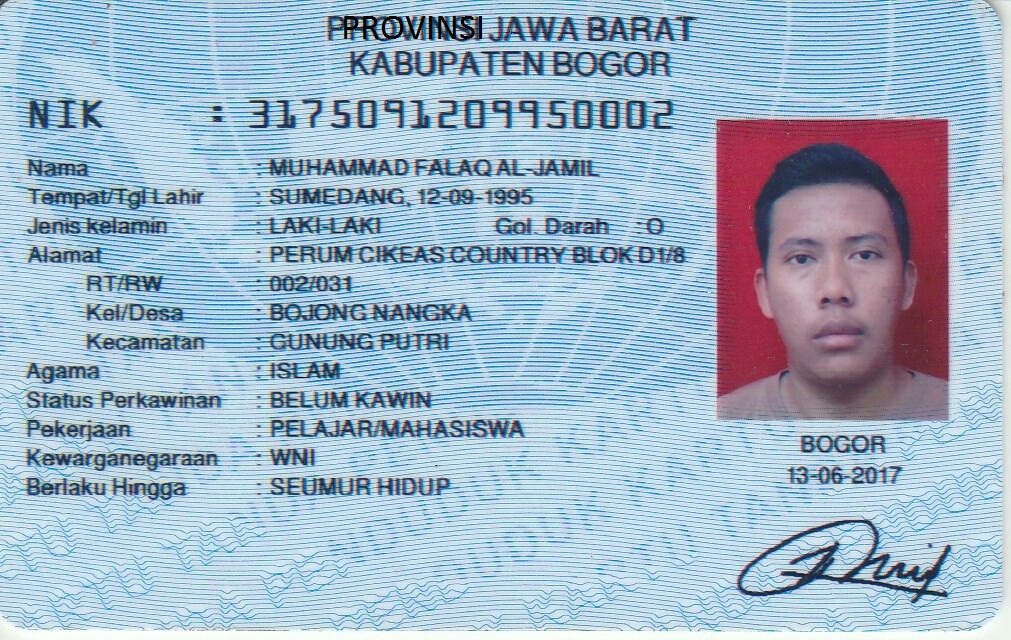 PROVINSI JAWA BARAT
KABUPATEN BOGOR
NIK : 3175091209950002
Nama : MUHAMMAD FALAQ AL-JAMIL
Tempat/Tgl Lahir : SUMEDANG, 12-09-1995
Jenis kelamin : LAKI-LAKI Gol. Darah : O
Alamat : PERUM CIKEAS COUNTRY BLOK D1/8
RT/RW : 002/031
Kel/Desa : BOJONG NANGKA
Kecamatan : GUNUNG PUTRI
Agama : ISLAM
Status Perkawinan : BELUM KAWIN
Pekerjaan : PELAJAR/MAHASISWA
Kewarganegaraan : WNI
Berlaku Hingga : SEUMUR HIDUP
BOGOR
13-06-2017